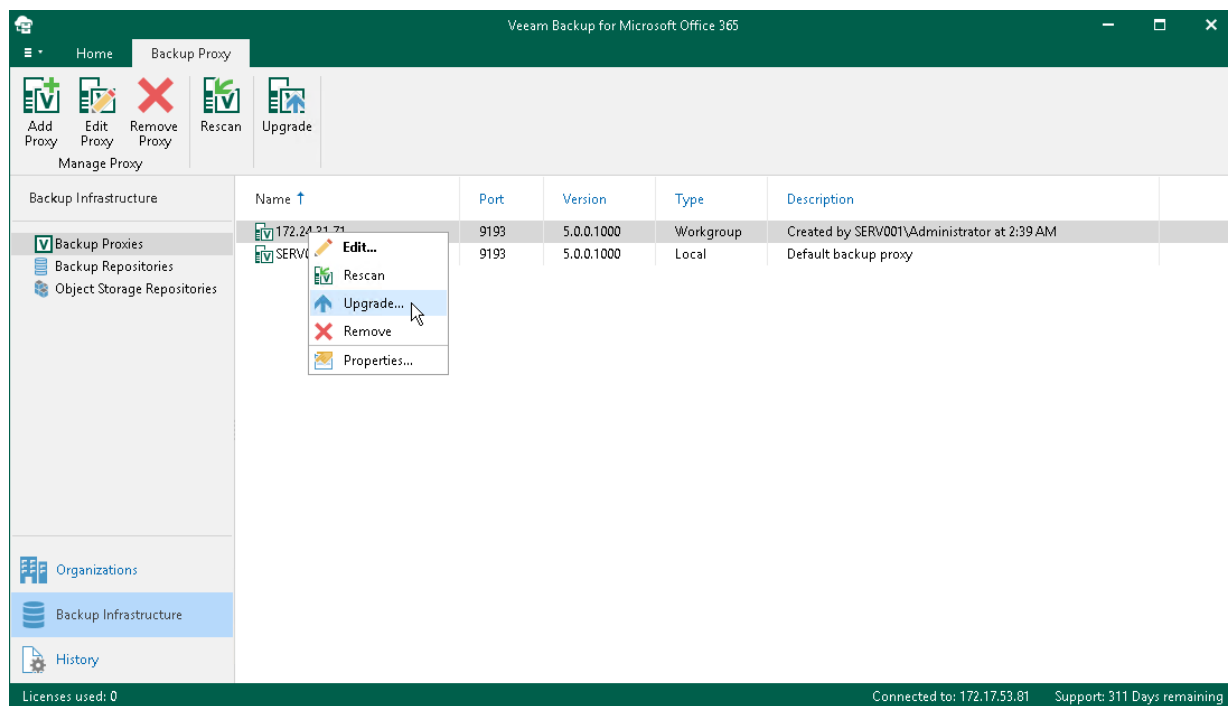 Veeam Backup for Microsoft Office 365
Home Backup Proxy
Add Proxy Edit Proxy Remove Proxy Rescan Upgrade
Manage Proxy
Backup Infrastructure
Name Port Version Type Description
Backup Proxies
Backup Repositories
Object Storage Repositories
172.24.31.71 9193 5.0.0.1000 Workgroup Created by SERV001\Administrator at 2:39 AM
9193 5.0.0.1000 Local Default backup proxy
Edit...
Rescan
Upgrade...
Remove
Properties...
Organizations
Backup Infrastructure
History
Licenses used: 0 Connected to: 172.17.53.81 Support: 311 Days remaining